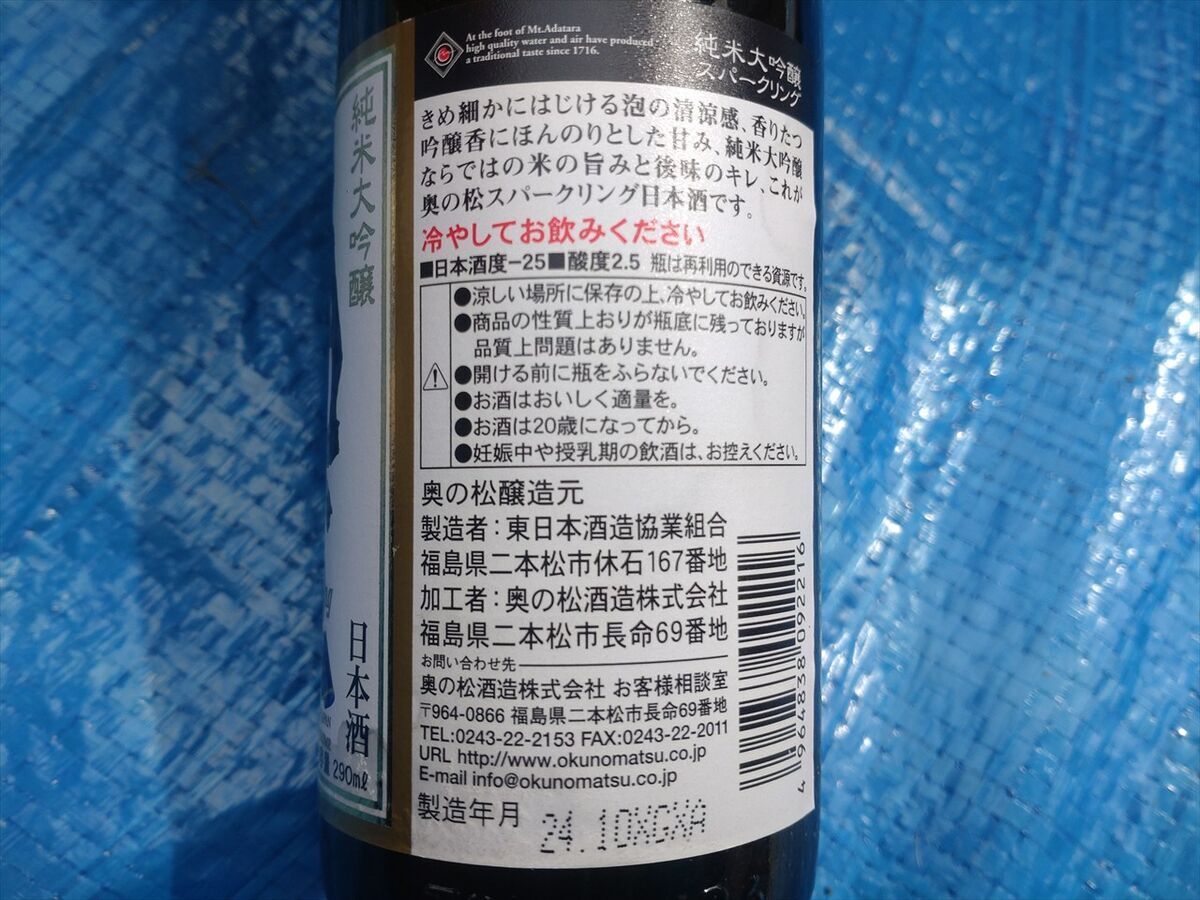 At the foot of Mt.Adatara
high quality water and air have produced
a traditional taste since 1716.
純米大吟醸
スパークリング
きめ細かにはじける泡の清涼感、香りたつ
吟醸香にほんのりとした甘み、純米大吟醸
ならではの米の旨みと後味のキレ、これが
奥の松スパークリング日本酒です。
冷やしてお飲みください
■日本酒度−25■酸度2.5 瓶は再利用のできる資源です。
●涼しい場所に保存の上、冷やしてお飲みください。
●商品の性質上おりが瓶底に残っておりますが
品質上問題はありません。
●開ける前に瓶をふらないでください。
●お酒はおいしく適量を。
●お酒は20歳になってから。
●妊娠中や授乳期の飲酒は、お控えください。
奥の松醸造元
製造者：東日本酒造協業組合
福島県二本松市休石167番地
加工者：奥の松酒造株式会社
福島県二本松市長命69番地
お問い合わせ先
奥の松酒造株式会社 お客様相談室
〒964-0866 福島県二本松市長命69番地
TEL:0243-22-2153 FAX:0243-22-2011
URL http://www.okunomatsu.co.jp
E-mail info@okunomatsu.co.jp
製造年月 24.10XGXA
4964838092216
純米大吟醸
日本酒
290mℓ